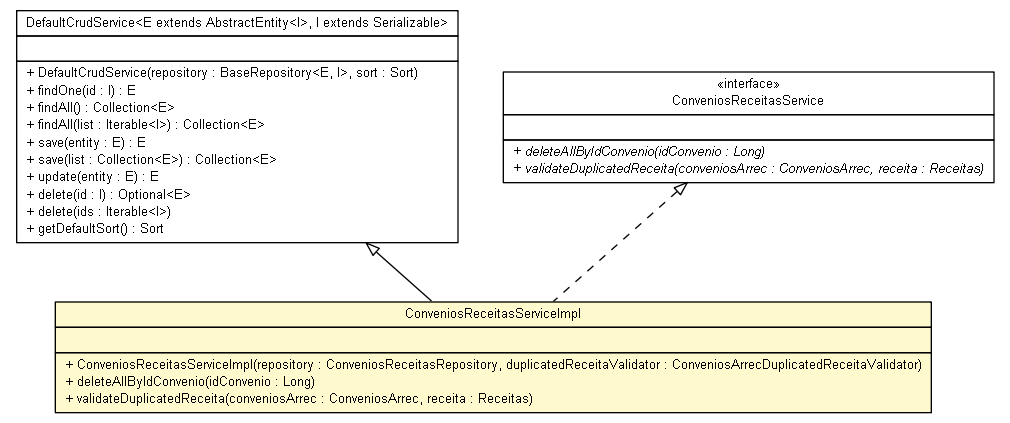 DefaultCrudService<E extends AbstractEntity<I>, I extends Serializable>
+ DefaultCrudService(repository : BaseRepository<E, I>, sort : Sort)
+ findOne(id : I) : E
+ findAll() : Collection<E>
+ findAll(list : Iterable<I>) : Collection<E>
+ save(entity : E) : E
+ save(list : Collection<E>) : Collection<E>
+ update(entity : E) : E
+ delete(id : I) : Optional<E>
+ delete(ids : Iterable<I>)
+ getDefaultSort() : Sort
«interface»
ConveniosReceitasService
+ deleteAllByIdConvenio(idConvenio : Long)
+ validateDuplicatedReceita(conveniosArrec : ConveniosArrec, receita : Receitas)
ConveniosReceitasServiceImpl
+ ConveniosReceitasServiceImpl(repository : ConveniosReceitasRepository, duplicatedReceitaValidator : ConveniosArrecDuplicatedReceitaValidator)
+ deleteAllByIdConvenio(idConvenio : Long)
+ validateDuplicatedReceita(conveniosArrec : ConveniosArrec, receita : Receitas)